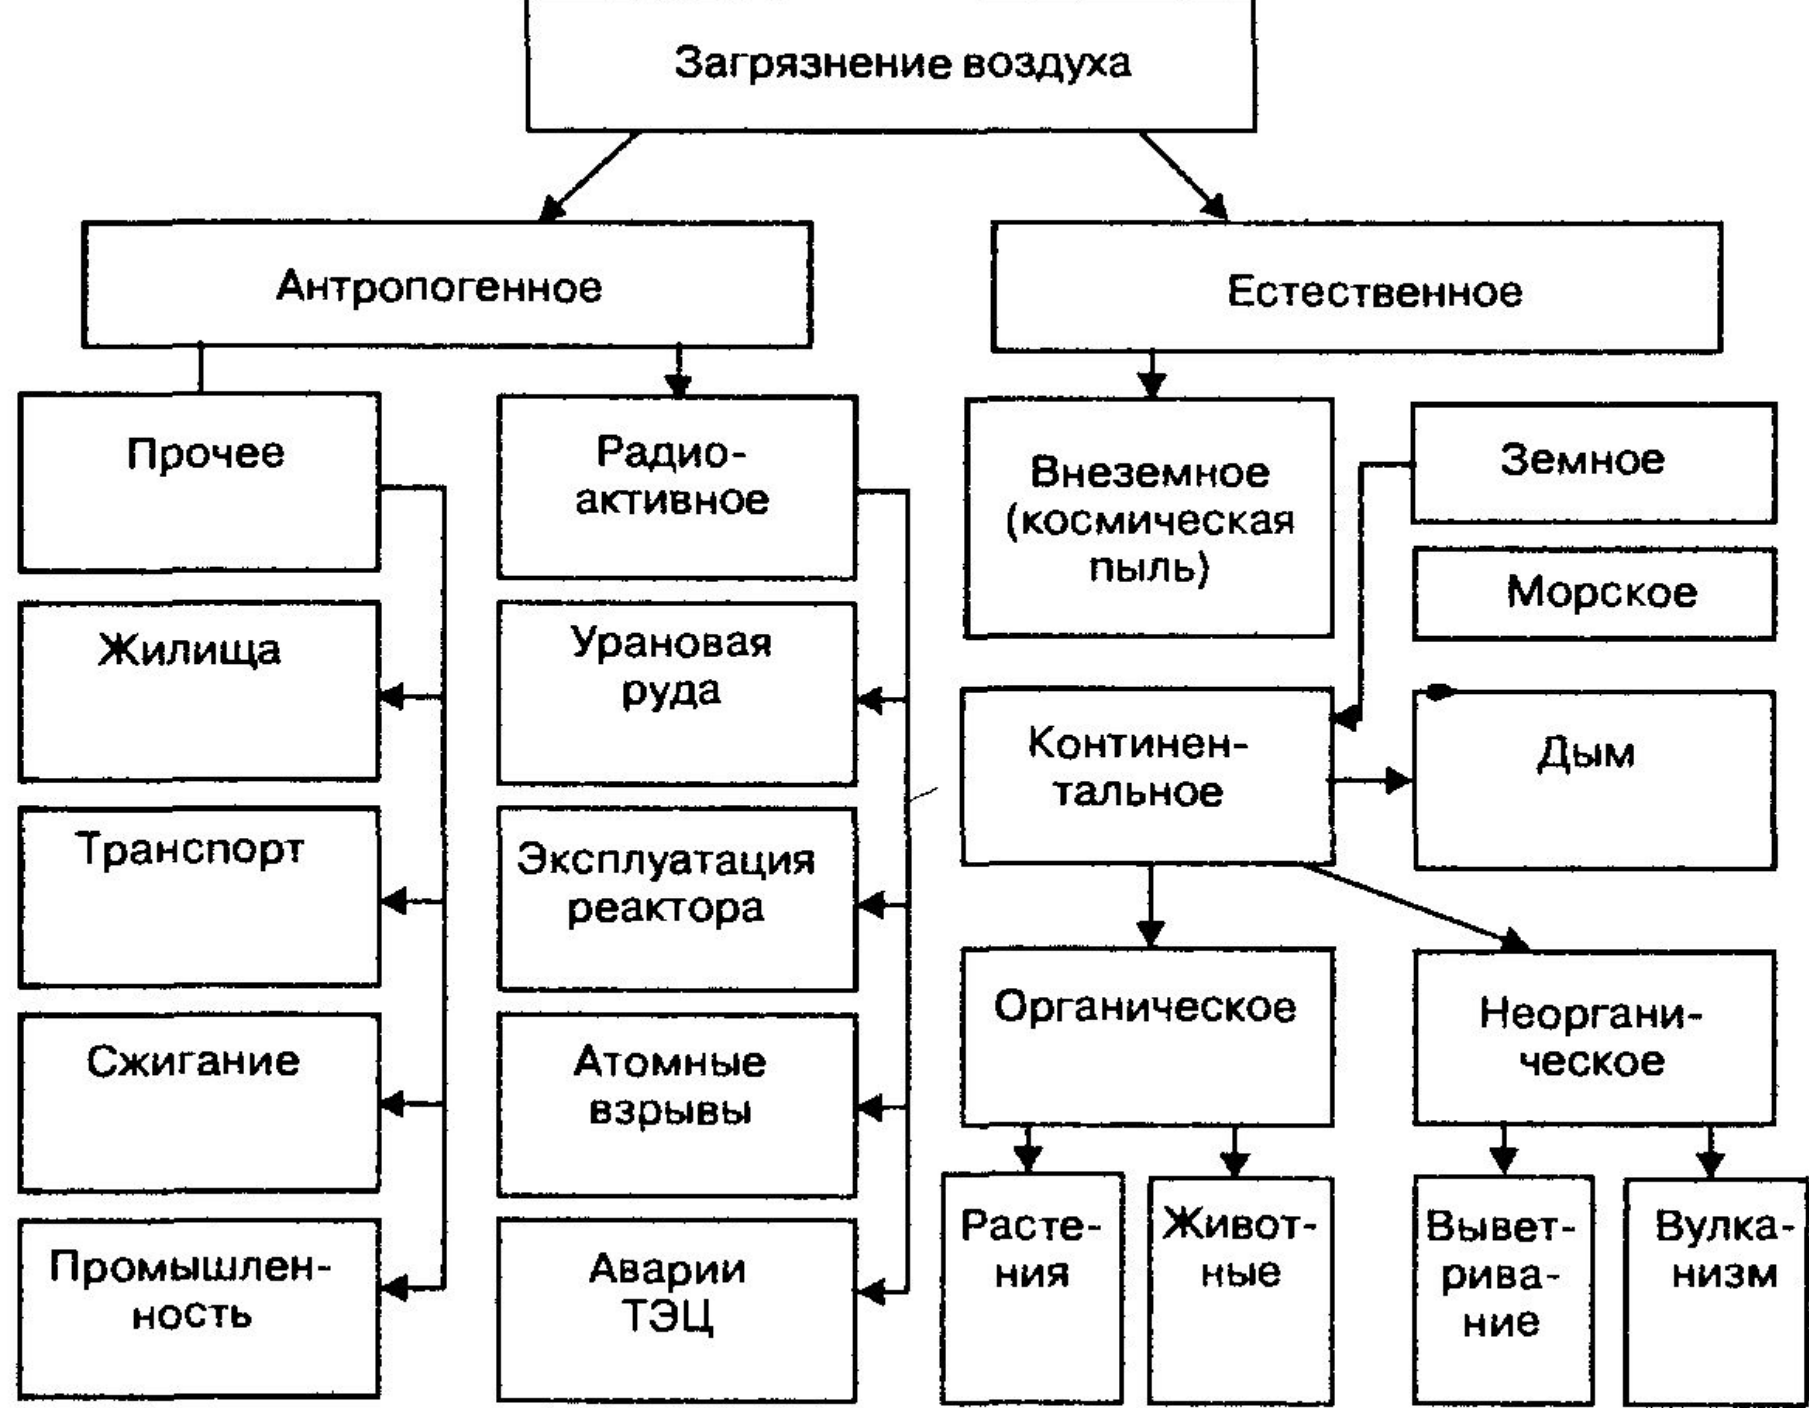 Загрязнение воздуха
Антропогенное
Естественное
Прочее
Радио-
активное
Внеземное
(космическая
пыль)
Земное
Морское
Жилища
Урановая
руда
Континен-
тальное
Дым
Транспорт
Эксплуатация
реактора
Органическое
Неоргани-
ческое
Сжигание
Атомные
взрывы
Промышлен-
ность
Аварии
ТЭЦ
Расте-
ния
Живот-
ные
Вывет-
рива-
ние
Вулка-
низм